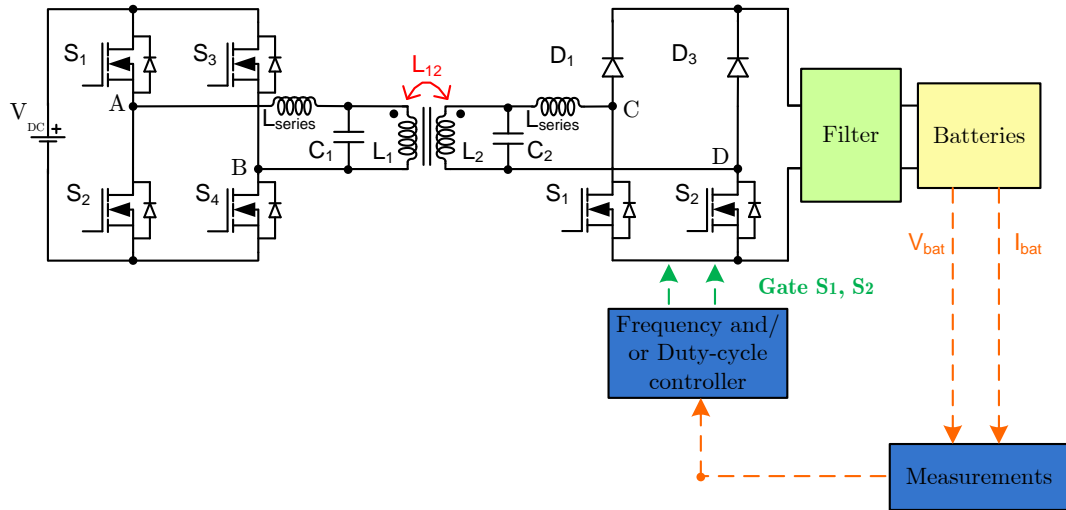 S1
S3
D1
D3
L12
A
C
VDC
+
Lseries
Lseries
Filter
Batteries
C1
L1
L2
C2
B
D
S2
S4
S1
S2
Vbat
Ibat
Gate S1, S2
Frequency and/
or Duty-cycle
controller
Measurements